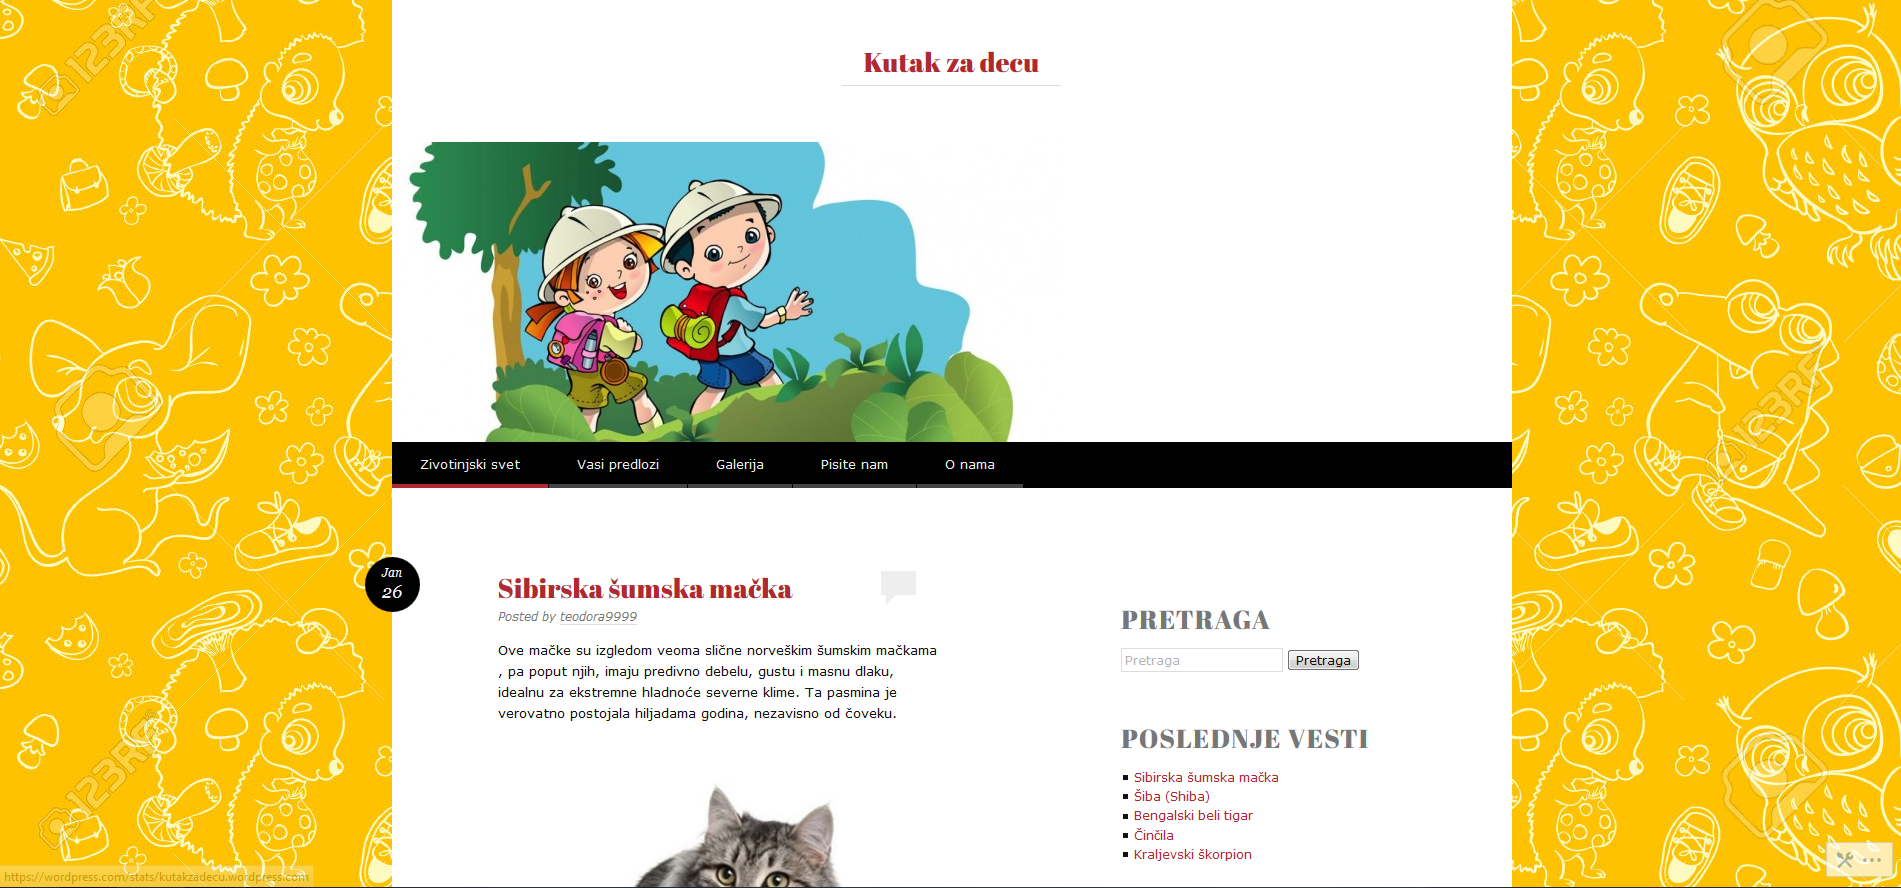 Kutak za decu
Zivotinjski svet
Vasi predlozi
Galerija
Pisite nam
O nama
Jan
26
Sibirska šumska mačka
Posted by teodora9999
Ove mačke su izgledom veoma slične norveškim šumskim mačkama
, pa poput njih, imaju predivno debelu, gustu i masnu dlaku,
idealnu za ekstremne hladnoće severne klime. Ta pasmina je
verovatno postojala hiljadama godina, nezavisno od čoveku.
PRETRAGA
Pretraga
Pretraga
POSLEDNJE VESTI
Sibirska šumska mačka
Šiba (Shiba)
Bengalski beli tigar
Činčila
Kraljevski škorpion
https://wordpress.com/stats/kutakzadecu.wordpress.com
123RF
123RF
123RF
123RF